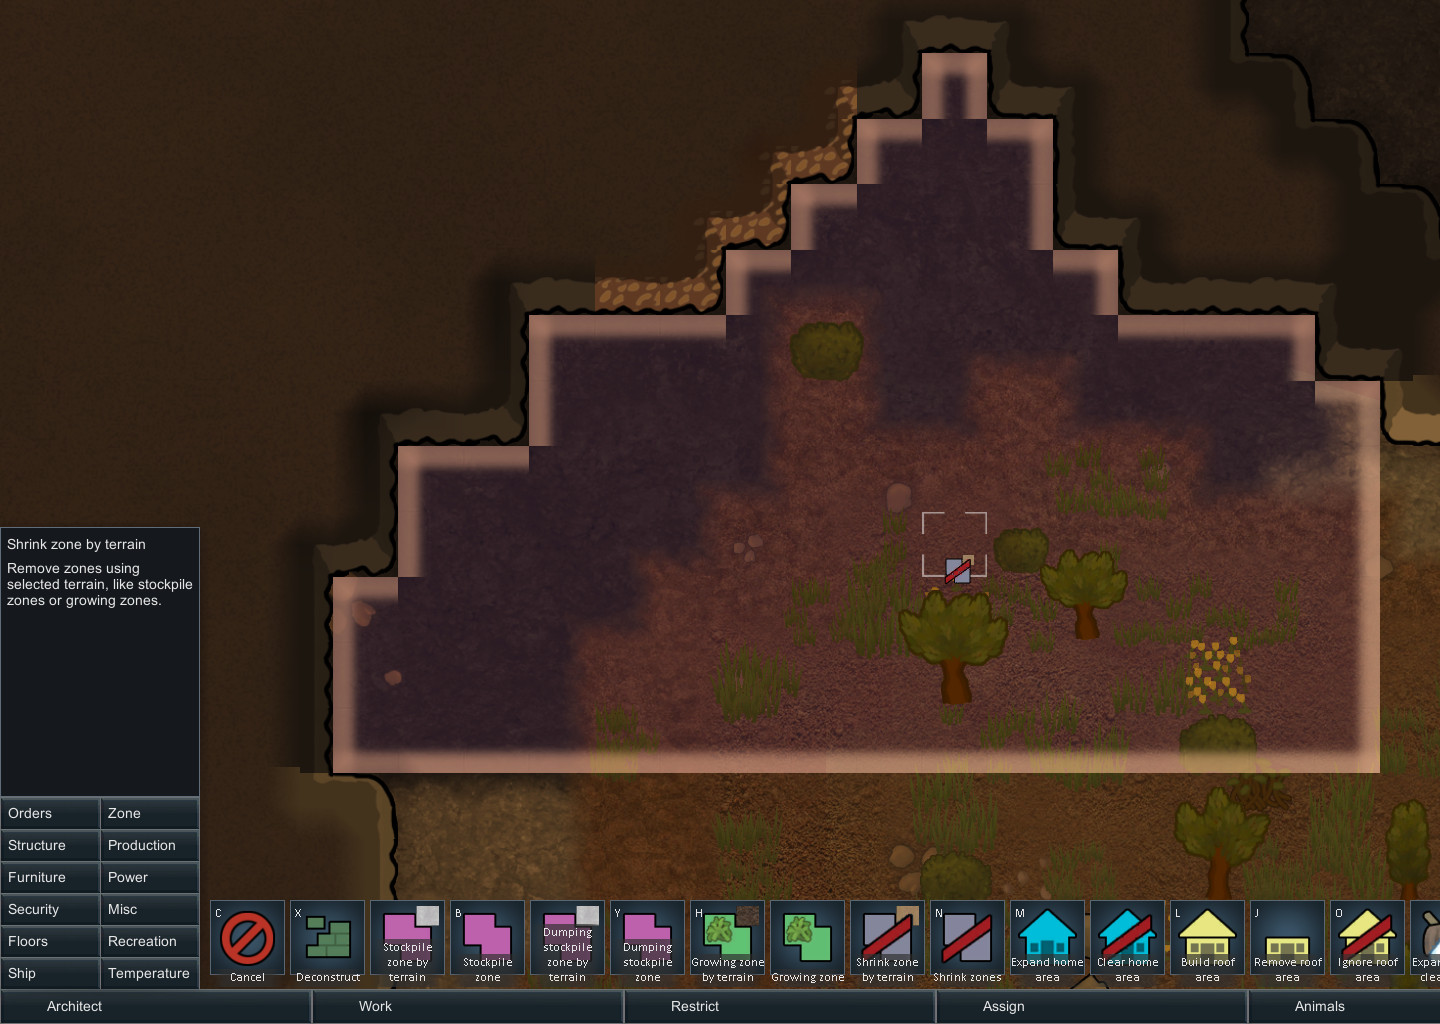 Shrink zone by terrain
Remove zones using
selected terrain, like stockpile
zones or growing zones.
Orders
Zone
Structure
Production
Furniture
Power
Security
Misc
Floors
Recreation
Ship
Temperature
C
Cancel
X
Deconstruct
Stockpile
zone by
terrain
B
Stockpile
zone
Dumping
stockpile
zone by
terrain
Y
Dumping
stockpile
zone
H
Growing zone
by terrain
Growing zone
Shrink zone
by terrain
N
Shrink zones
M
Expand home
area
Clear home
area
L
Build roof
area
J
Remove roof
area
O
Ignore roof
area
Expan
clea
Architect
Work
Restrict
Assign
Animals